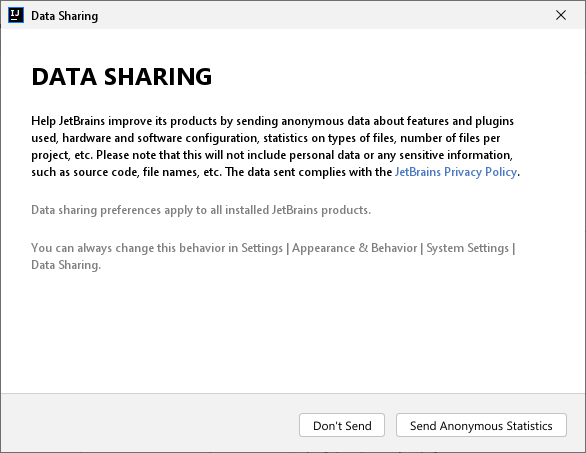 IJ
Data Sharing
DATA SHARING
Help JetBrains improve its products by sending anonymous data about features and plugins
used, hardware and software configuration, statistics on types of files, number of files per
project, etc. Please note that this will not include personal data or any sensitive information,
such as source code, file names, etc. The data sent complies with the JetBrains Privacy Policy.
Data sharing preferences apply to all installed JetBrains products.
You can always change this behavior in Settings | Appearance & Behavior | System Settings |
Data Sharing.
Don't Send
Send Anonymous Statistics